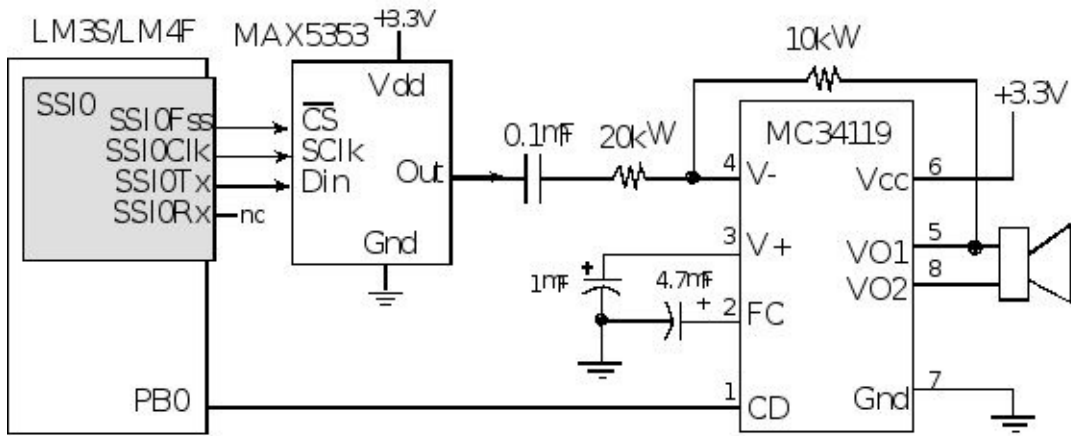 LM3S/LM4F
SSI0
SSI0Fss
SSI0Clk
SSI0Tx
SSI0Rx
nc
PB0
MAX5353
+3.3V
Vdd
CS
SClk
Din
Out
Gnd
0.1mF
20kW
10kW
MC34119
+3.3V
4
V-
Vcc
6
3
V+
VO1
5
VO2
8
1mF
4.7mF
+
+
2
FC
1
CD
Gnd
7